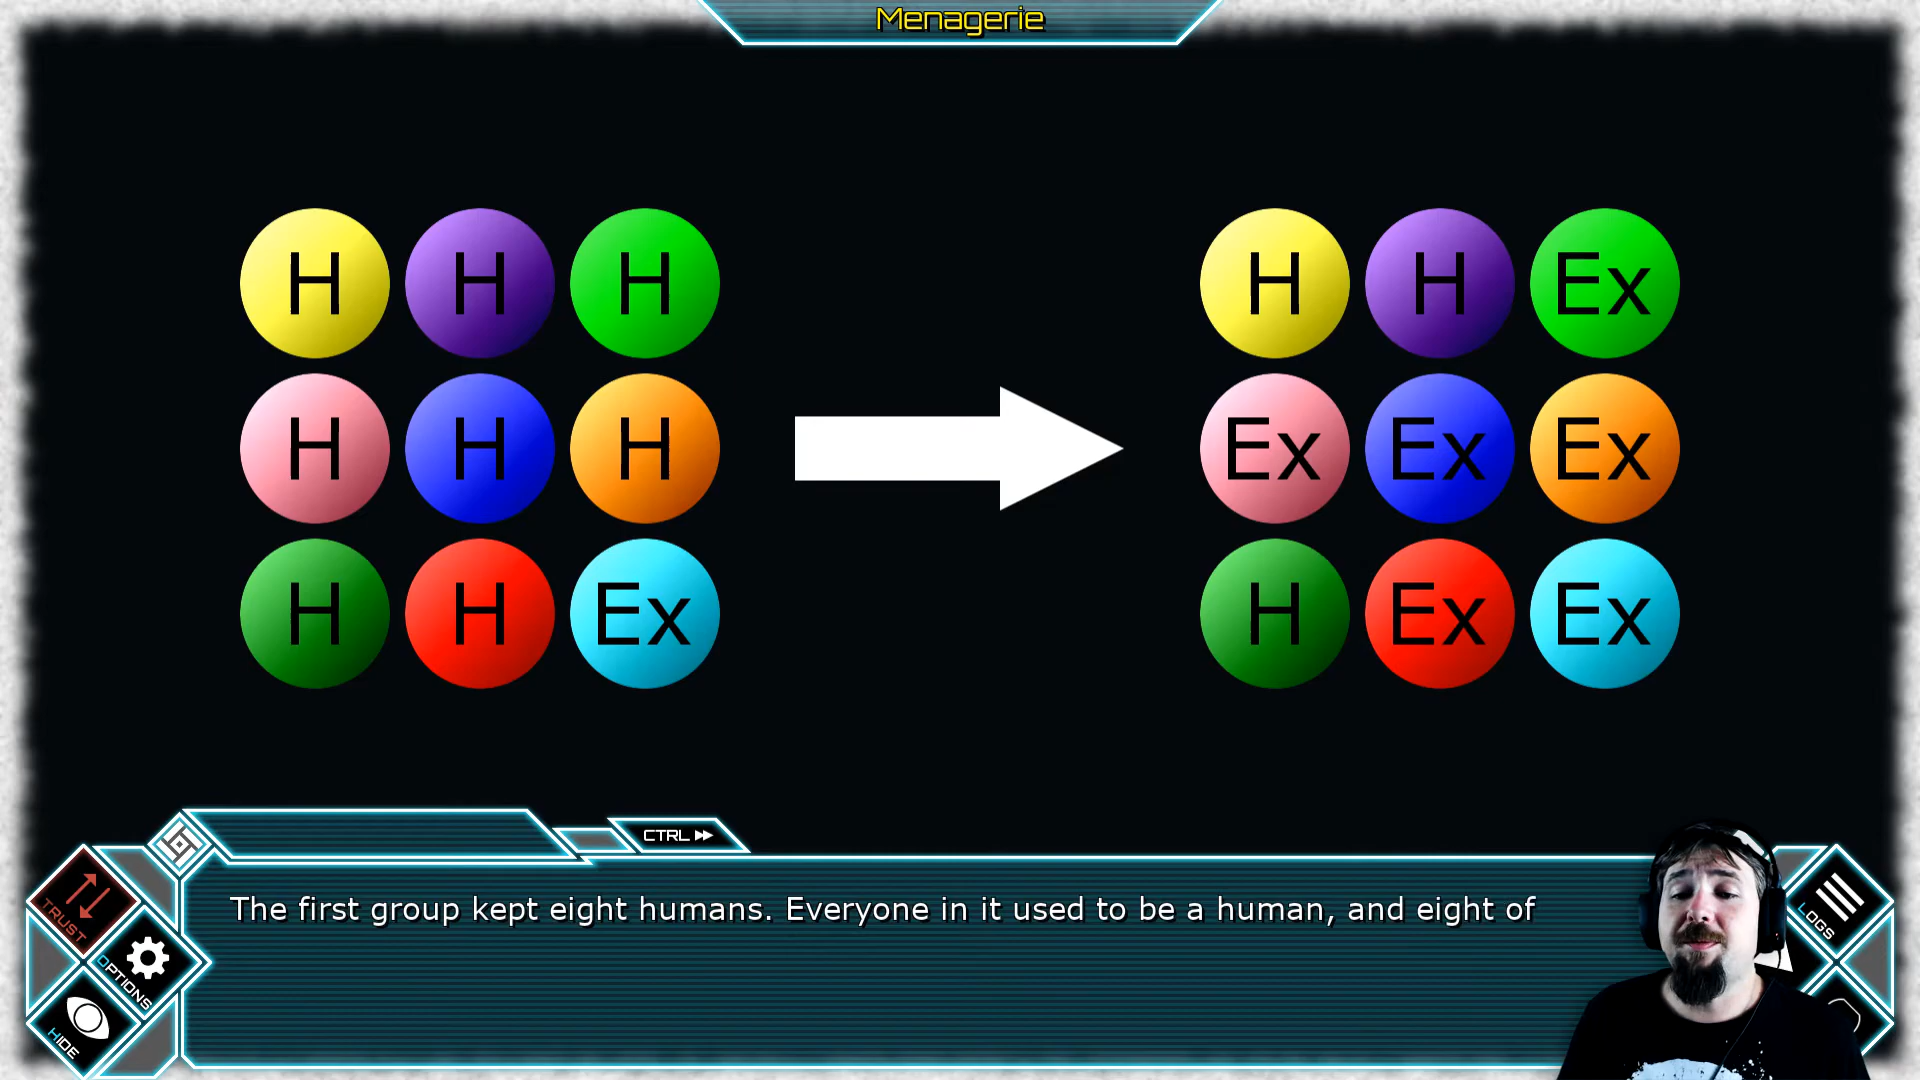 Menagerie
H H H H H Ex
H H H Ex Ex Ex
H H Ex H Ex Ex
CTRL
The first group kept eight humans. Everyone in it used to be a human, and eight of
TRUST
OPTIONS
HIDE
LOGS